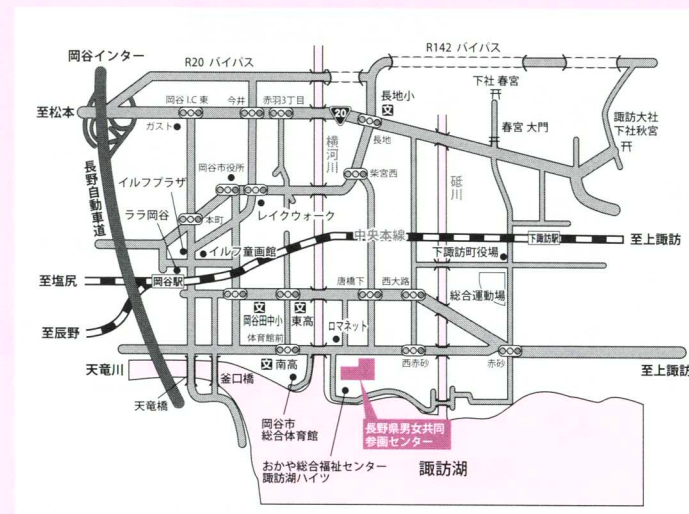 岡谷インター
R142 バイパス
R20 バイパス
下社 春宮
至松本
岡谷 I.C 東
今井
赤羽3丁目
20
長地小
文
諏訪大社
下社秋宮
ガスト
長地
春宮 大門
横河川
長野自動車道
岡谷市役所
柴宮西
砥川
イルフプラザ
ララ岡谷
本町
レイクウォーク
中央本線
下諏訪駅
至上諏訪
イルフ童画館
下諏訪町役場
至塩尻
岡谷駅
唐橋下
西大路
総合運動場
文
岡谷田中小
文
東高
ロマネット
至辰野
体育館前
天竜川
文
南高
西赤砂
赤砂
至上諏訪
釜口橋
天竜橋
岡谷市
総合体育館
長野県男女共同
参画センター
おかや総合福祉センター
諏訪湖ハイツ
諏訪湖